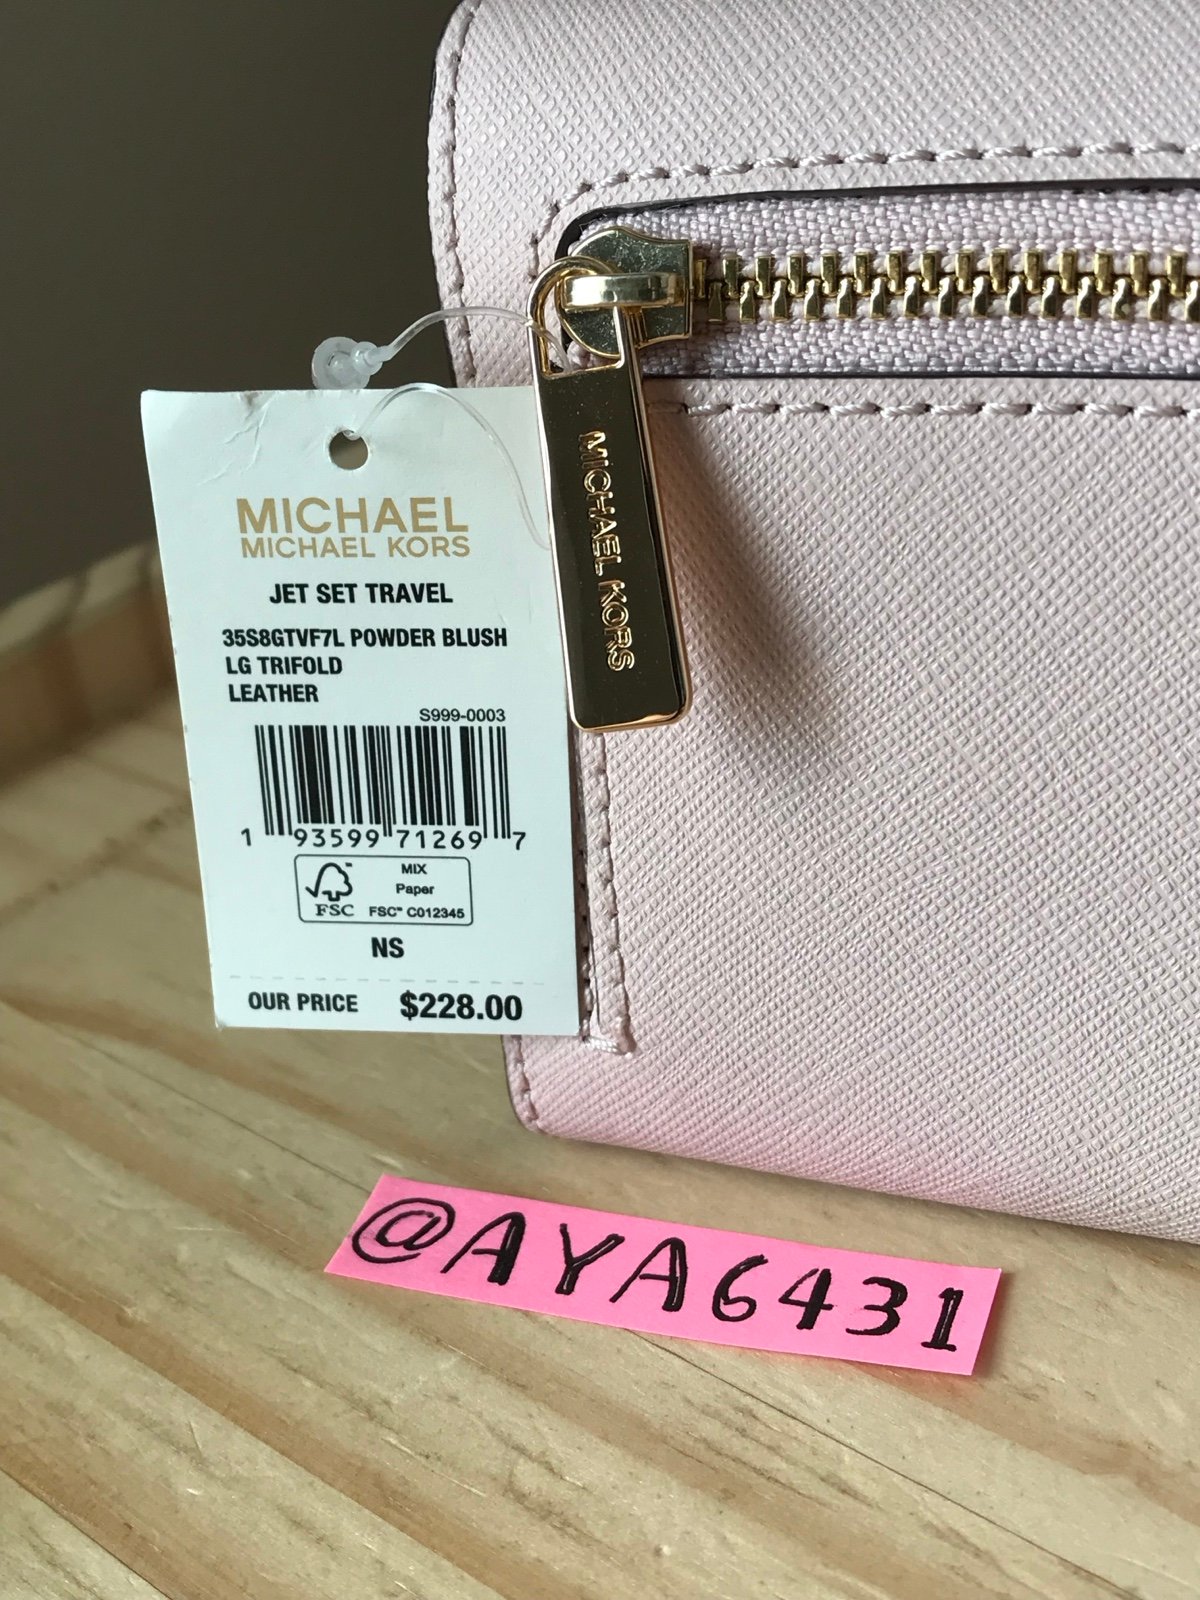 MICHAEL
MICHAEL KORS
JET SET TRAVEL
35S8GTVF7L POWDER BLUSH
LG TRIFOLD
LEATHER
S999-0003
1 93599 71269 7
FSC
MIX
Paper
FSC™ C012345
NS
OUR PRICE $228.00
MICHAEL KORS
@AYA6431